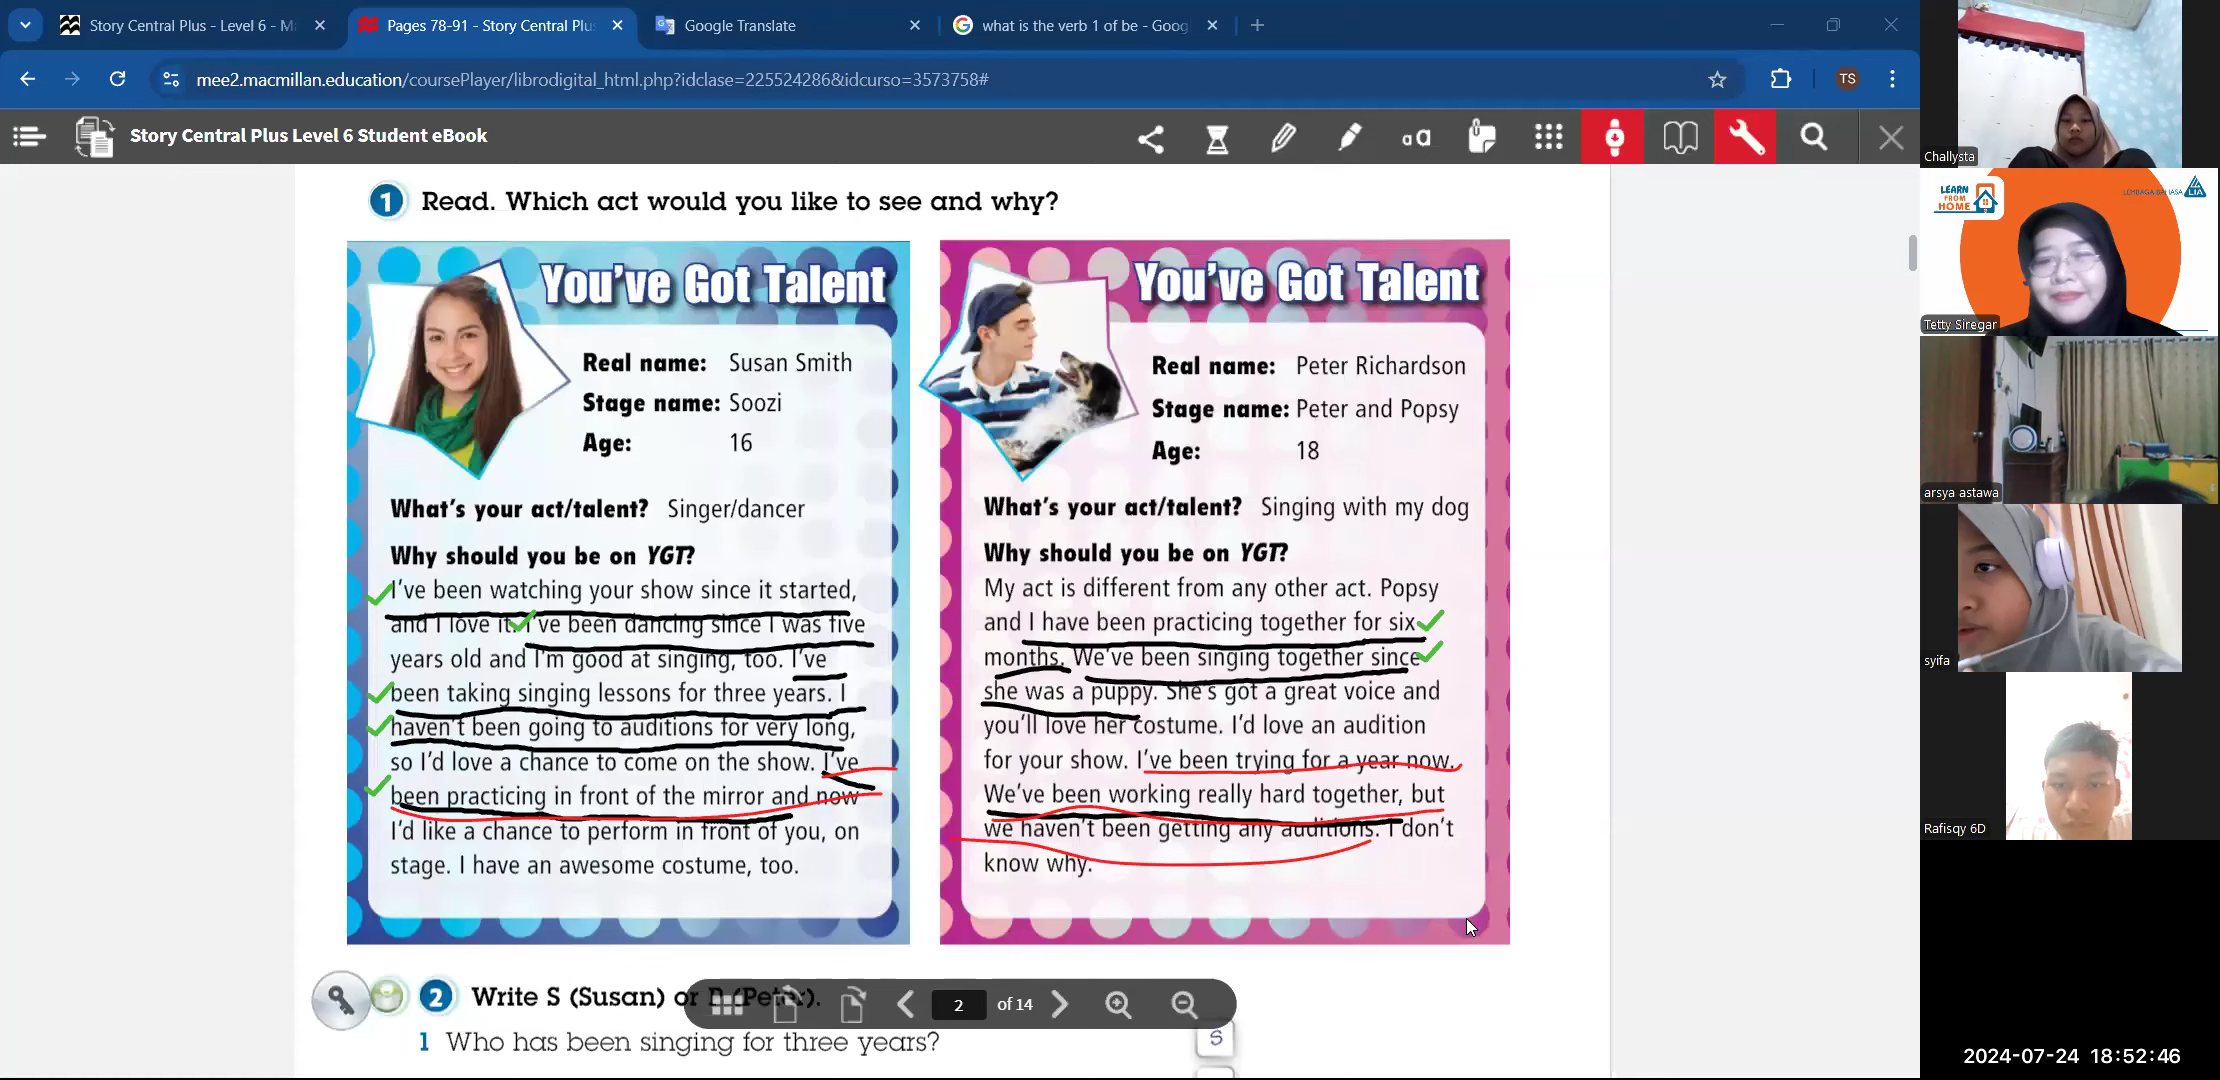 Story Central Plus - Level 6 - M
Pages 78-91 - Story Central Plu
Google Translate
what is the verb 1 of be - Goog
mee2.macmillan.education/coursePlayer/librodigital_html.php?idclase=225524286&idcurso=3573758#
TS
Story Central Plus Level 6 Student eBook
aa
1 Read. Which act would you like to see and why?
You've Got Talent
Real name: Susan Smith
Stage name: Soozi
Age: 16
What's your act/talent? Singer/dancer
Why should you be on YGT?
I've been watching your show since it started,
and I love it. I've been dancing since I was five
years old and I'm good at singing, too. I've
been taking singing lessons for three years. I
haven't been going to auditions for very long,
so I'd love a chance to come on the show. I've
been practicing in front of the mirror and now
I'd like a chance to perform in front of you, on
stage. I have an awesome costume, too.
You've Got Talent
Real name: Peter Richardson
Stage name: Peter and Popsy
Age: 18
What's your act/talent? Singing with my dog
Why should you be on YGT?
My act is different from any other act. Popsy
and I have been practicing together for six
months. We've been singing together since
she was a puppy. She's got a great voice and
you'll love her costume. I'd love an audition
for your show. I've been trying for a year now.
We've been working really hard together, but
we haven't been getting any auditions. I don't
know why.
2 Write S (Susan) or P (Peter).
2 of 14
1 Who has been singing for three years? S
Challysta
LEARN
FROM
HOME
LEMBAGA BAHASA LIA
Tetty Siregar
arsya astawa
syifa
Rafisqy 6D
2024-07-24 18:52:46